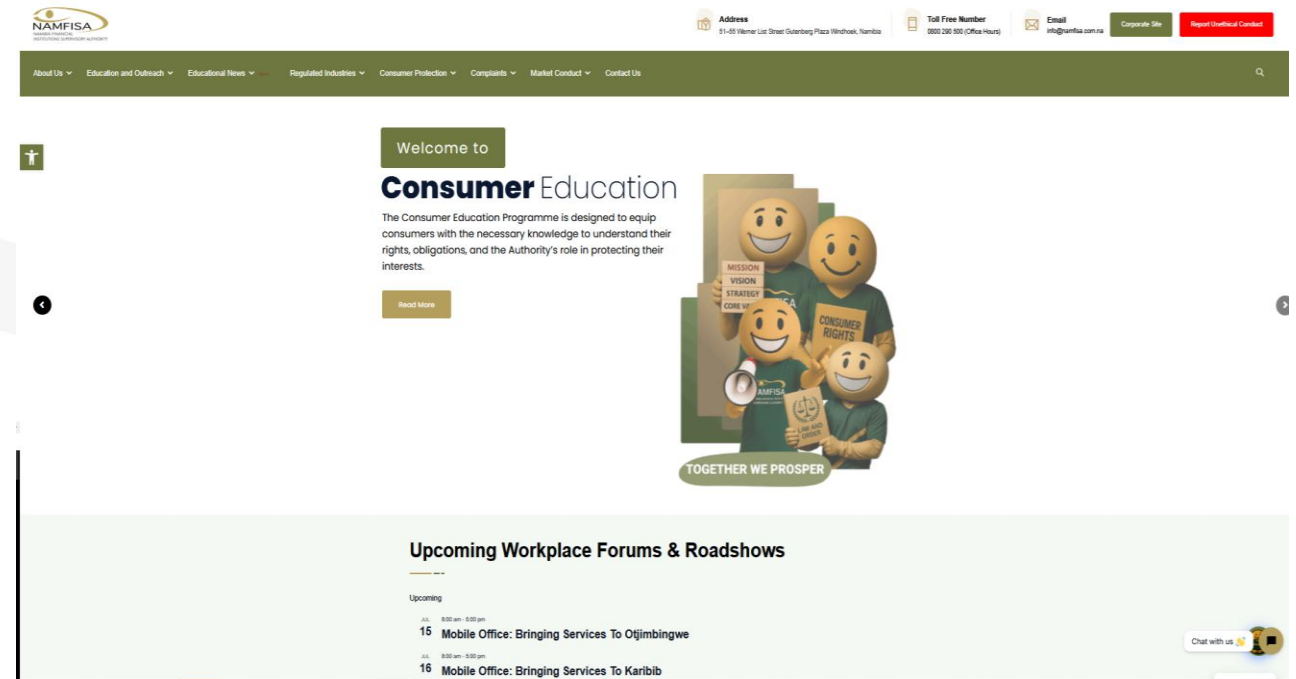 NAMFISA
NAMIBIA FINANCIAL
INSTITUTIONS SUPERVISORY AUTHORITY
Address
51-55 Werner List Street Gutenberg Plaza Windhoek, Namibia
Toll Free Number
0800 290 500 (Office Hours)
Email
info@namfisa.com.na
Corporate Site
Report Unethical Conduct
About Us
Education and Outreach
Educational News
Regulated Industries
Consumer Protection
Complaints
Market Conduct
Contact Us
Welcome to
Consumer Education
The Consumer Education Programme is designed to equip
consumers with the necessary knowledge to understand their
rights, obligations, and the Authority's role in protecting their
interests.
Read More
MISSION
VISION
STRATEGY
CORE
CONSUMER
RIGHTS
AMFISA
LAW AND
ORDER
TOGETHER WE PROSPER
Upcoming Workplace Forums & Roadshows
Upcoming
JUL 8:00 am - 5:00 pm
15 Mobile Office: Bringing Services To Otjimbingwe
JUL 8:00 am - 5:00 pm
16 Mobile Office: Bringing Services To Karibib
Chat with us 👋